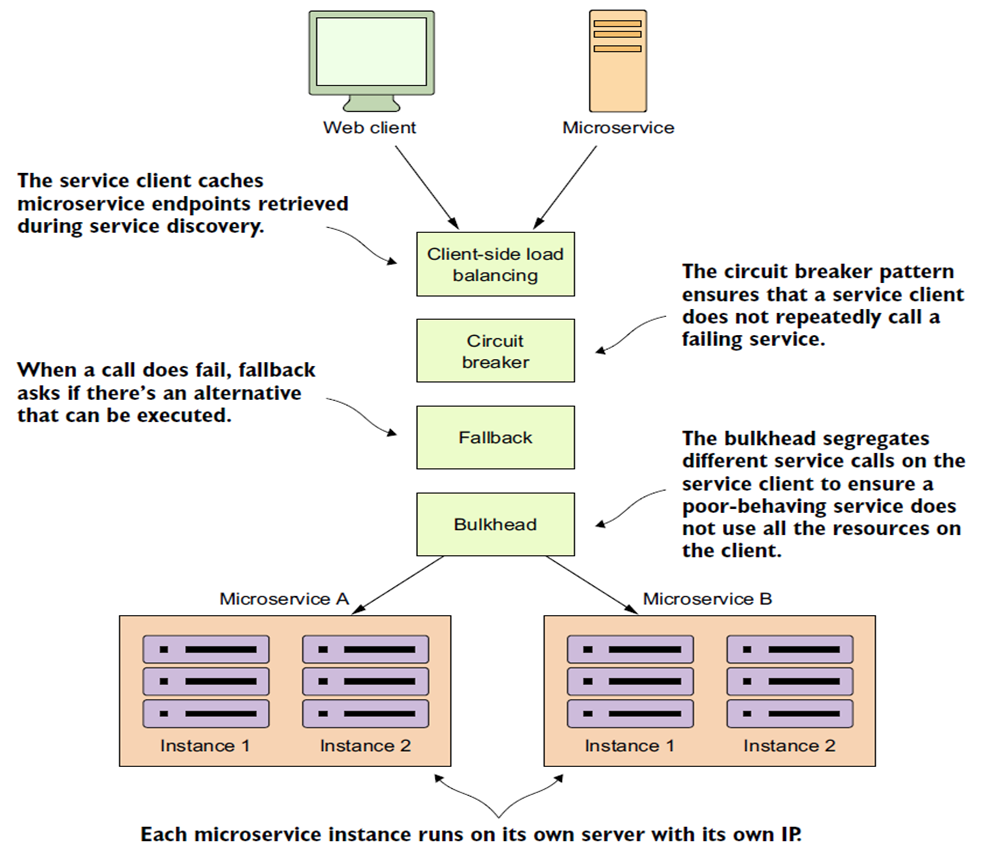 Web client
Microservice
The service client caches
microservice endpoints retrieved
during service discovery.
Client-side load
balancing
The circuit breaker pattern
ensures that a service client
does not repeatedly call a
failing service.
Circuit
breaker
When a call does fail, fallback
asks if there’s an alternative
that can be executed.
Fallback
The bulkhead segregates
different service calls on the
service client to ensure a
poor-behaving service does
not use all the resources on
the client.
Bulkhead
Microservice A
Microservice B
Instance 1
Instance 2
Instance 1
Instance 2
Each microservice instance runs on its own server with its own IP.